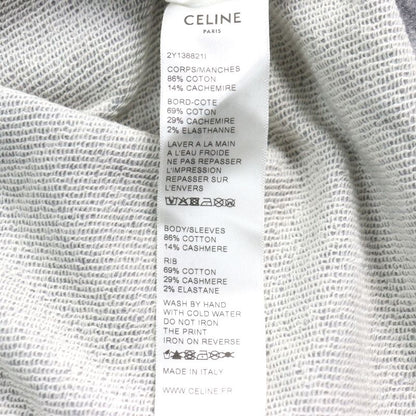 CELINE
PARIS
2Y138821I
CORPS/MANCHES
86% COTON
14% CACHEMIRE
BORD-COTE
69% COTON
29% CACHEMIRE
2% ELASTHANNE
LAVER A LA MAIN
A L'EAU FROIDE
NE PAS REPASSER
L'IMPRESSION
REPASSER SUR
L'ENVERS
BODY/SLEEVES
86% COTTON
14% CASHMERE
RIB
69% COTTON
29% CASHMERE
2% ELASTANE
WASH BY HAND
WITH COLD WATER
DO NOT IRON
THE PRINT
IRON ON REVERSE
MADE IN ITALY
WWW.CELINE.FR